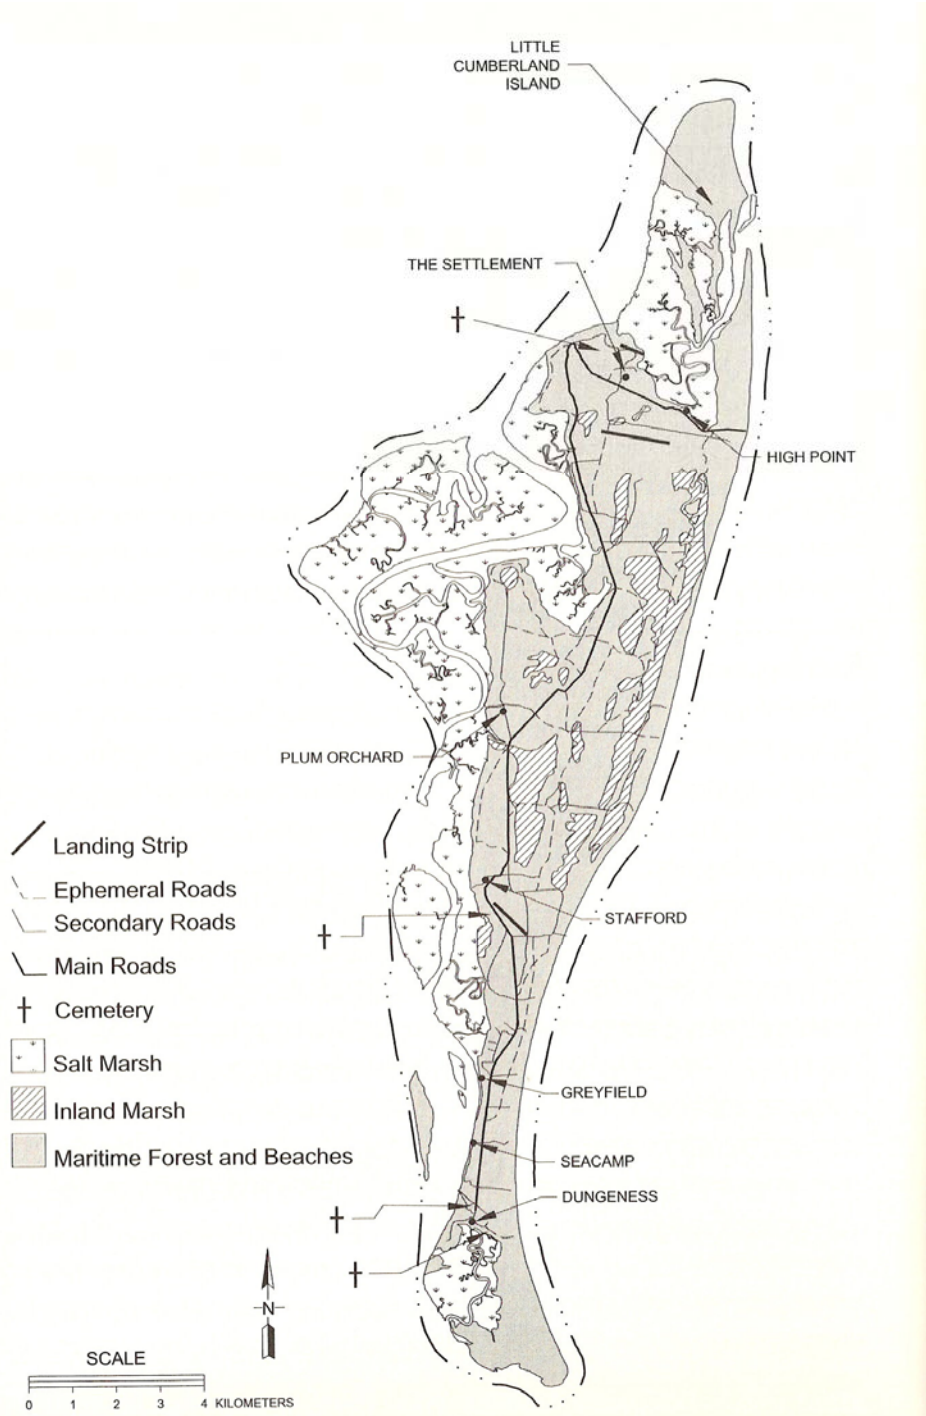 LITTLE
CUMBERLAND
ISLAND
THE SETTLEMENT
HIGH POINT
PLUM ORCHARD
Landing Strip
Ephemeral Roads
STAFFORD
Secondary Roads
Main Roads
Cemetery
Salt Marsh
GREYFIELD
Inland Marsh
Maritime Forest and Beaches
SEACAMP
DUNGENESS
N
SCALE
0 1 2 3 4 KILOMETERS